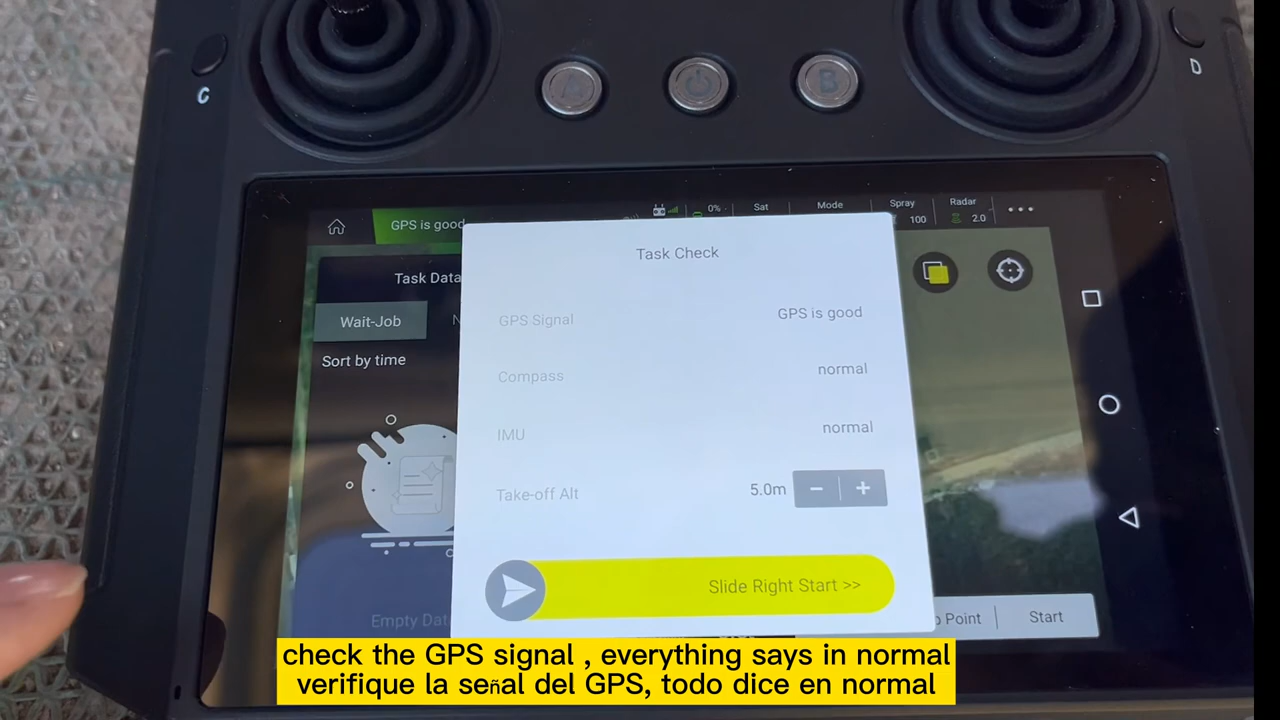 C
A
B
D
GPS is good
0%
Sat
Mode
Spray
100
Radar
2.0
Task Data
Wait-Job
N
Sort by time
Empty Dat
Task Check
GPS Signal
GPS is good
Compass
normal
IMU
normal
Take-off Alt
5.0m
− +
Slide Right Start >>
Point
Start
check the GPS signal , everything says in normal
verifique la señal del GPS, todo dice en normal